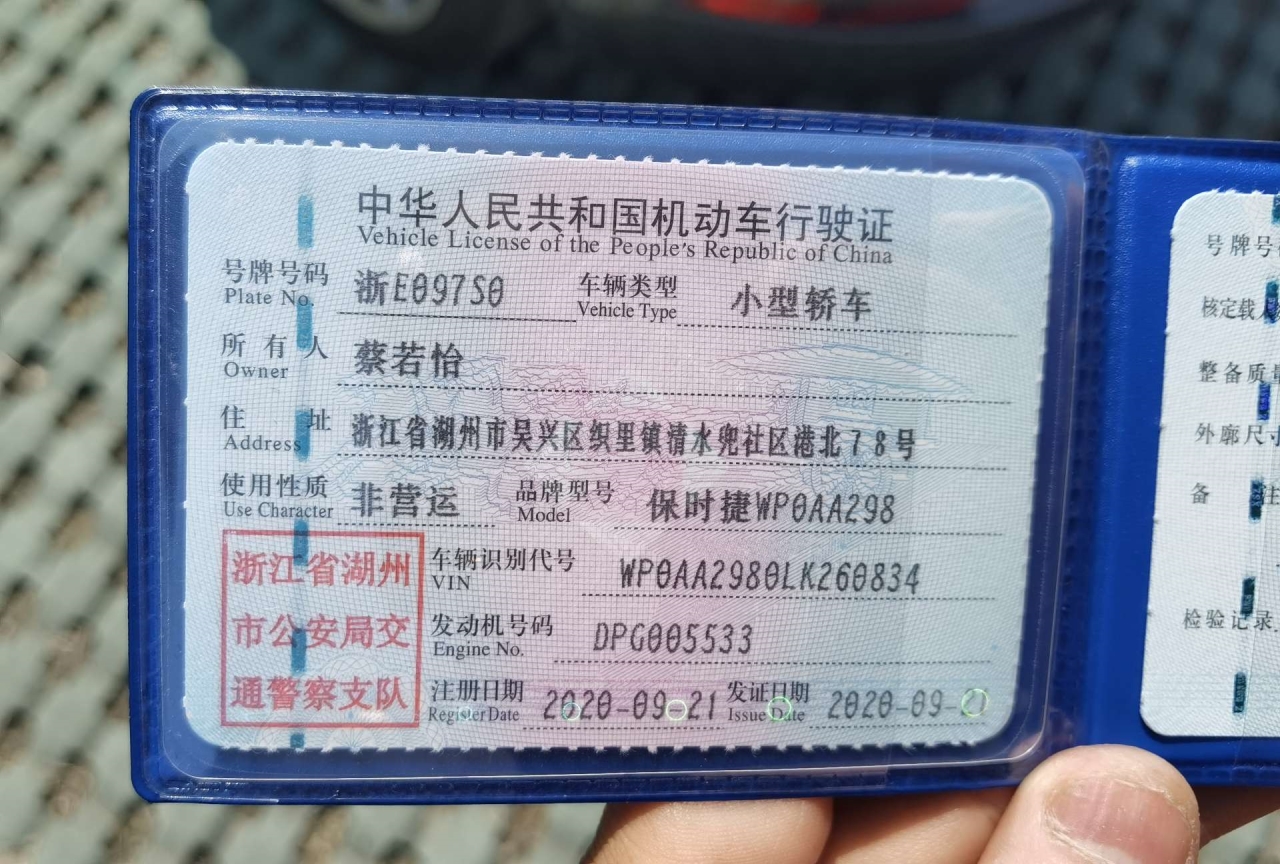 中华人民共和国机动车行驶证
Vehicle License of the People's Republic of China
号牌号码 浙E097S0 车辆类型 小型轿车
Plate No. Vehicle Type
所有人 蔡若怡
Owner
住址 浙江省湖州市吴兴区织里镇清水兜社区港北78号
Address
使用性质 非营运 品牌型号 保时捷WP0AA298
Use Character Model
浙江省湖州
市公安局交
通警察支队
车辆识别代号 WP0AA2980LK260834
VIN
发动机号码 DPG005533
Engine No.
注册日期 2020-09-21 发证日期 2020-09-
Register Date Issue Date
号牌号
核定载人
整备质量
外廓尺寸
备注
检验记录